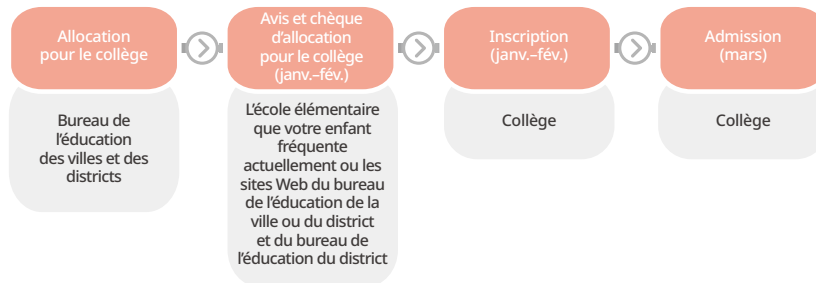 Allocation
pour le collège
Bureau de
l'éducation
des villes et des
districts
Avis et chèque
d'allocation
pour le collège
(janv.–fév.)
L'école élémentaire
que votre enfant
fréquente
actuellement ou les
sites Web du bureau
de l'éducation de la
ville ou du district
et du bureau de
l'éducation du district
Inscription
(janv.–fév.)
Collège
Admission
(mars)
Collège